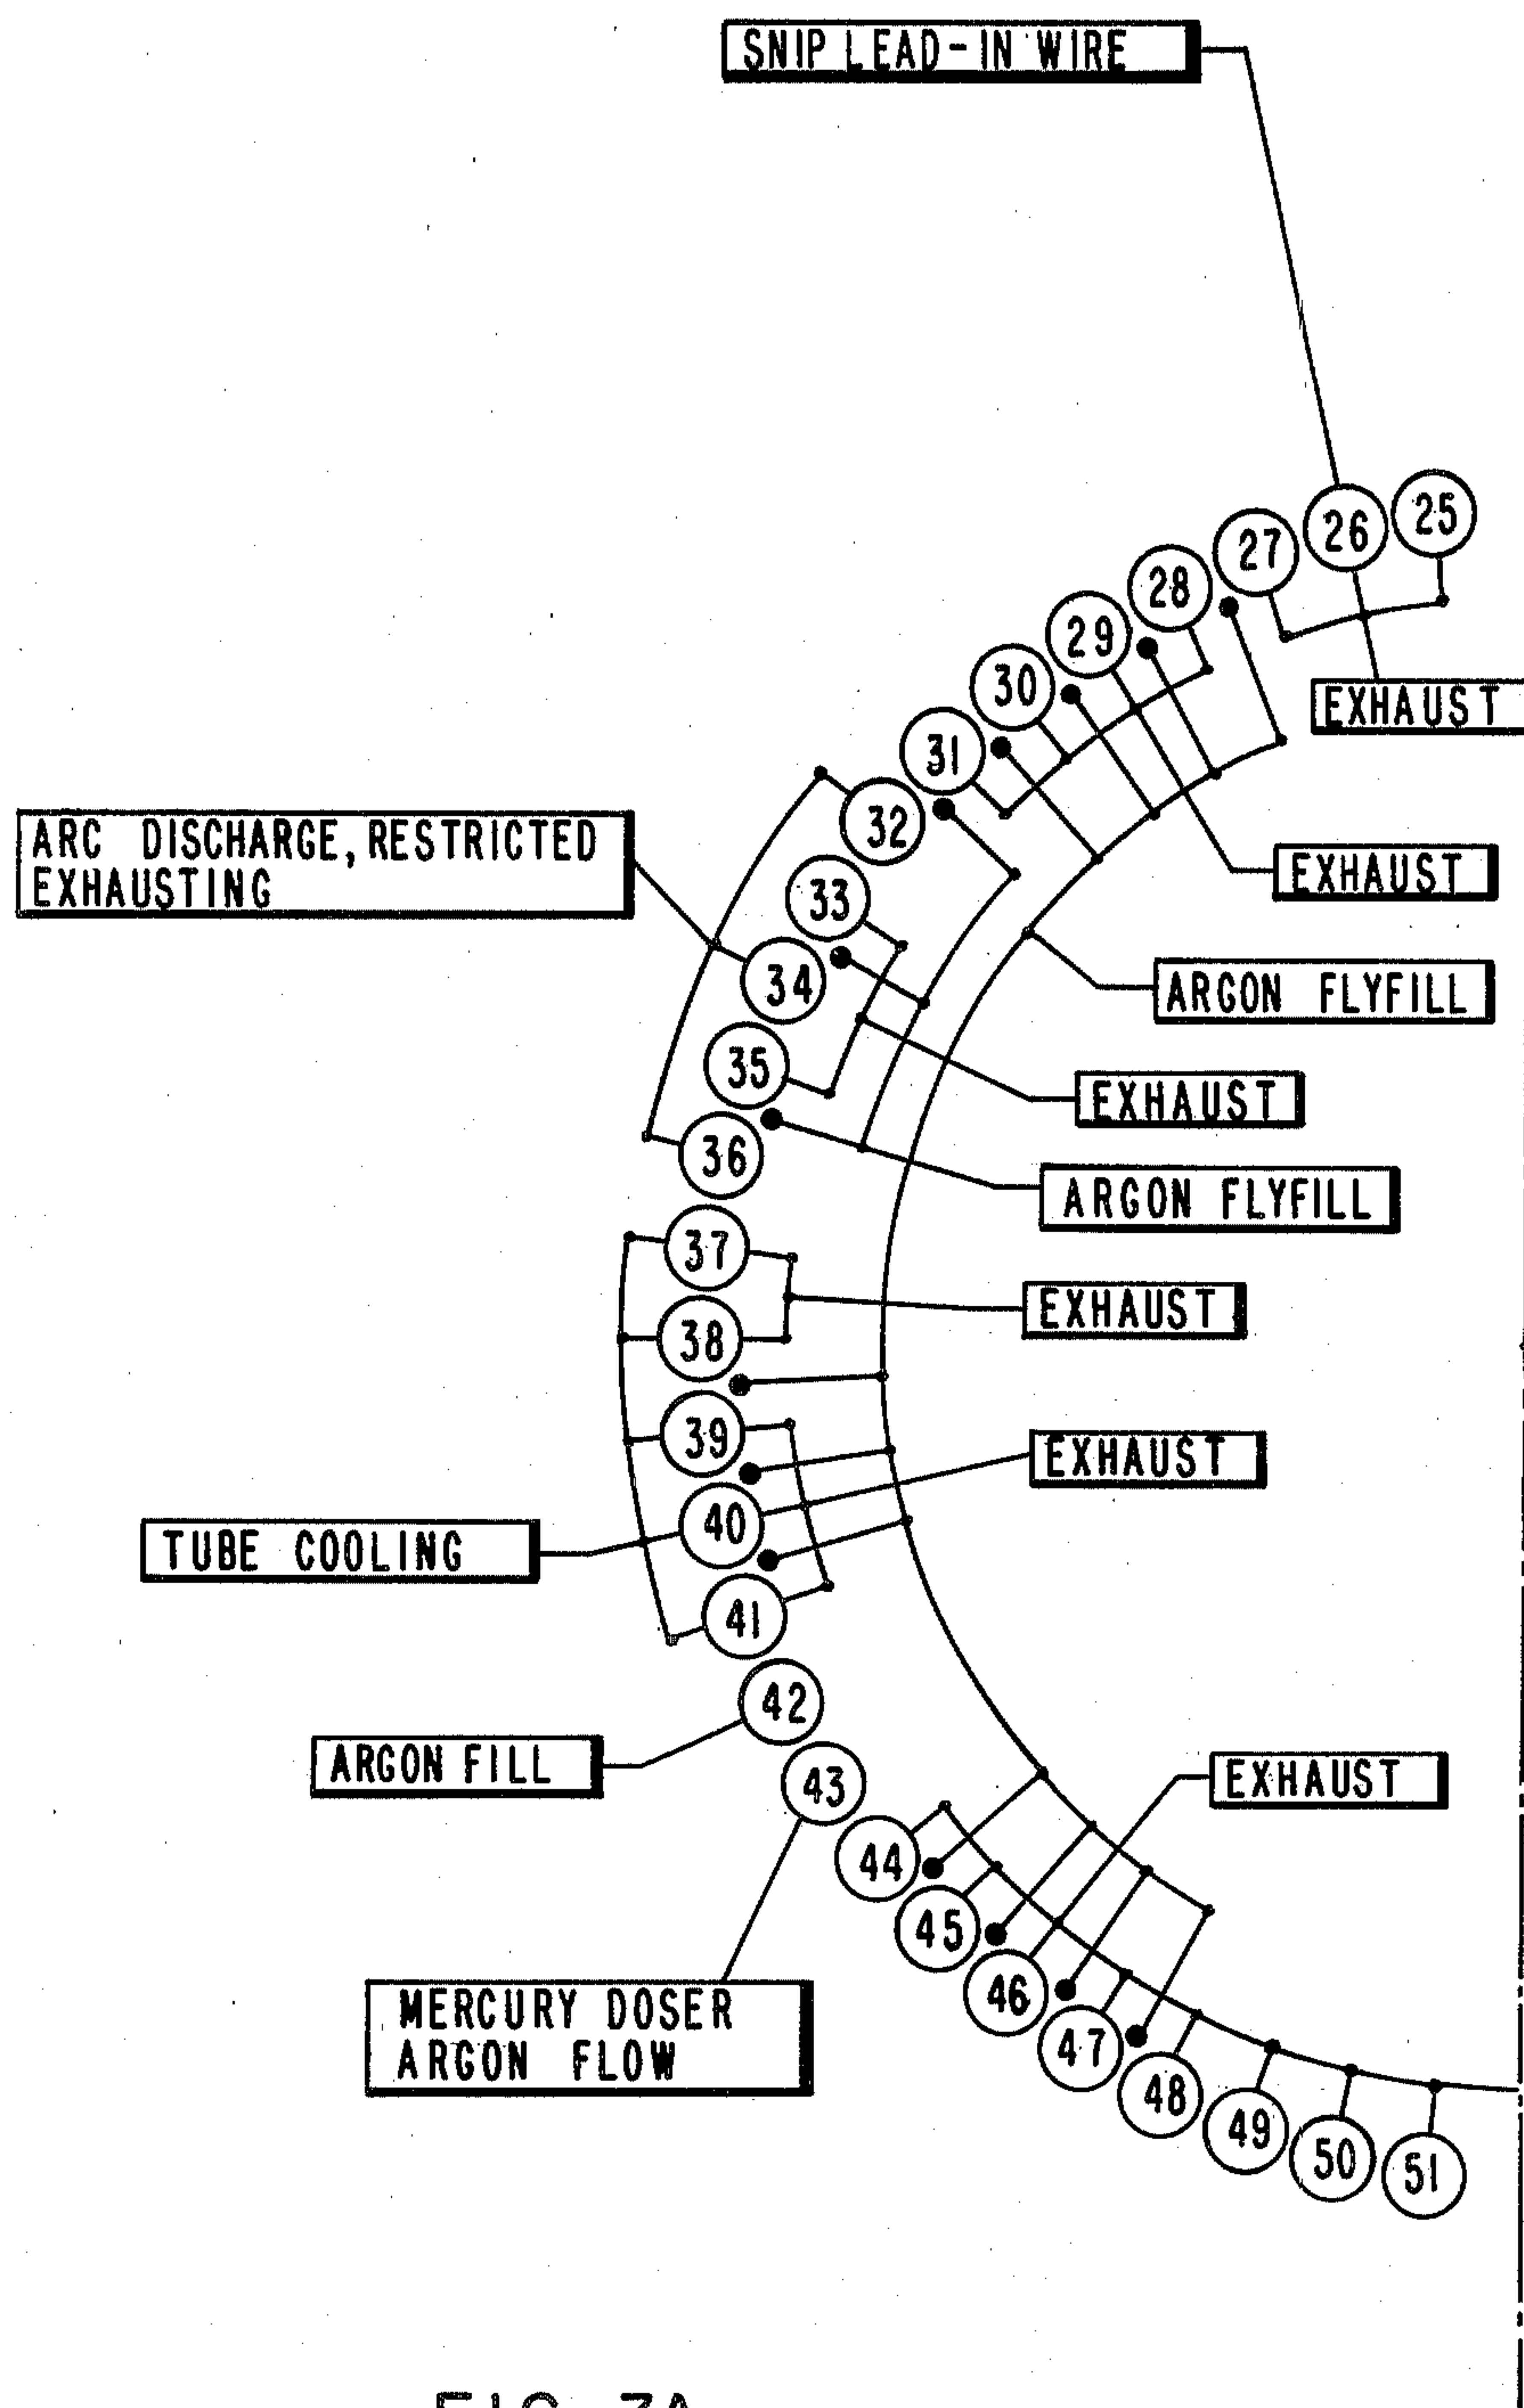 SNIP LEAD-IN WIRE
25
26
27
28
29
30
31
32
33
34
35
36
37
38
39
40
41
42
43
44
45
46
47
48
49
50
51
EXHAUST
ARC DISCHARGE, RESTRICTED
EXHAUSTING
EXHAUST
ARGON FLYFILL
EXHAUST
ARGON FLYFILL
EXHAUST
EXHAUST
TUBE COOLING
ARGON FILL
EXHAUST
MERCURY DOSER
ARGON FLOW